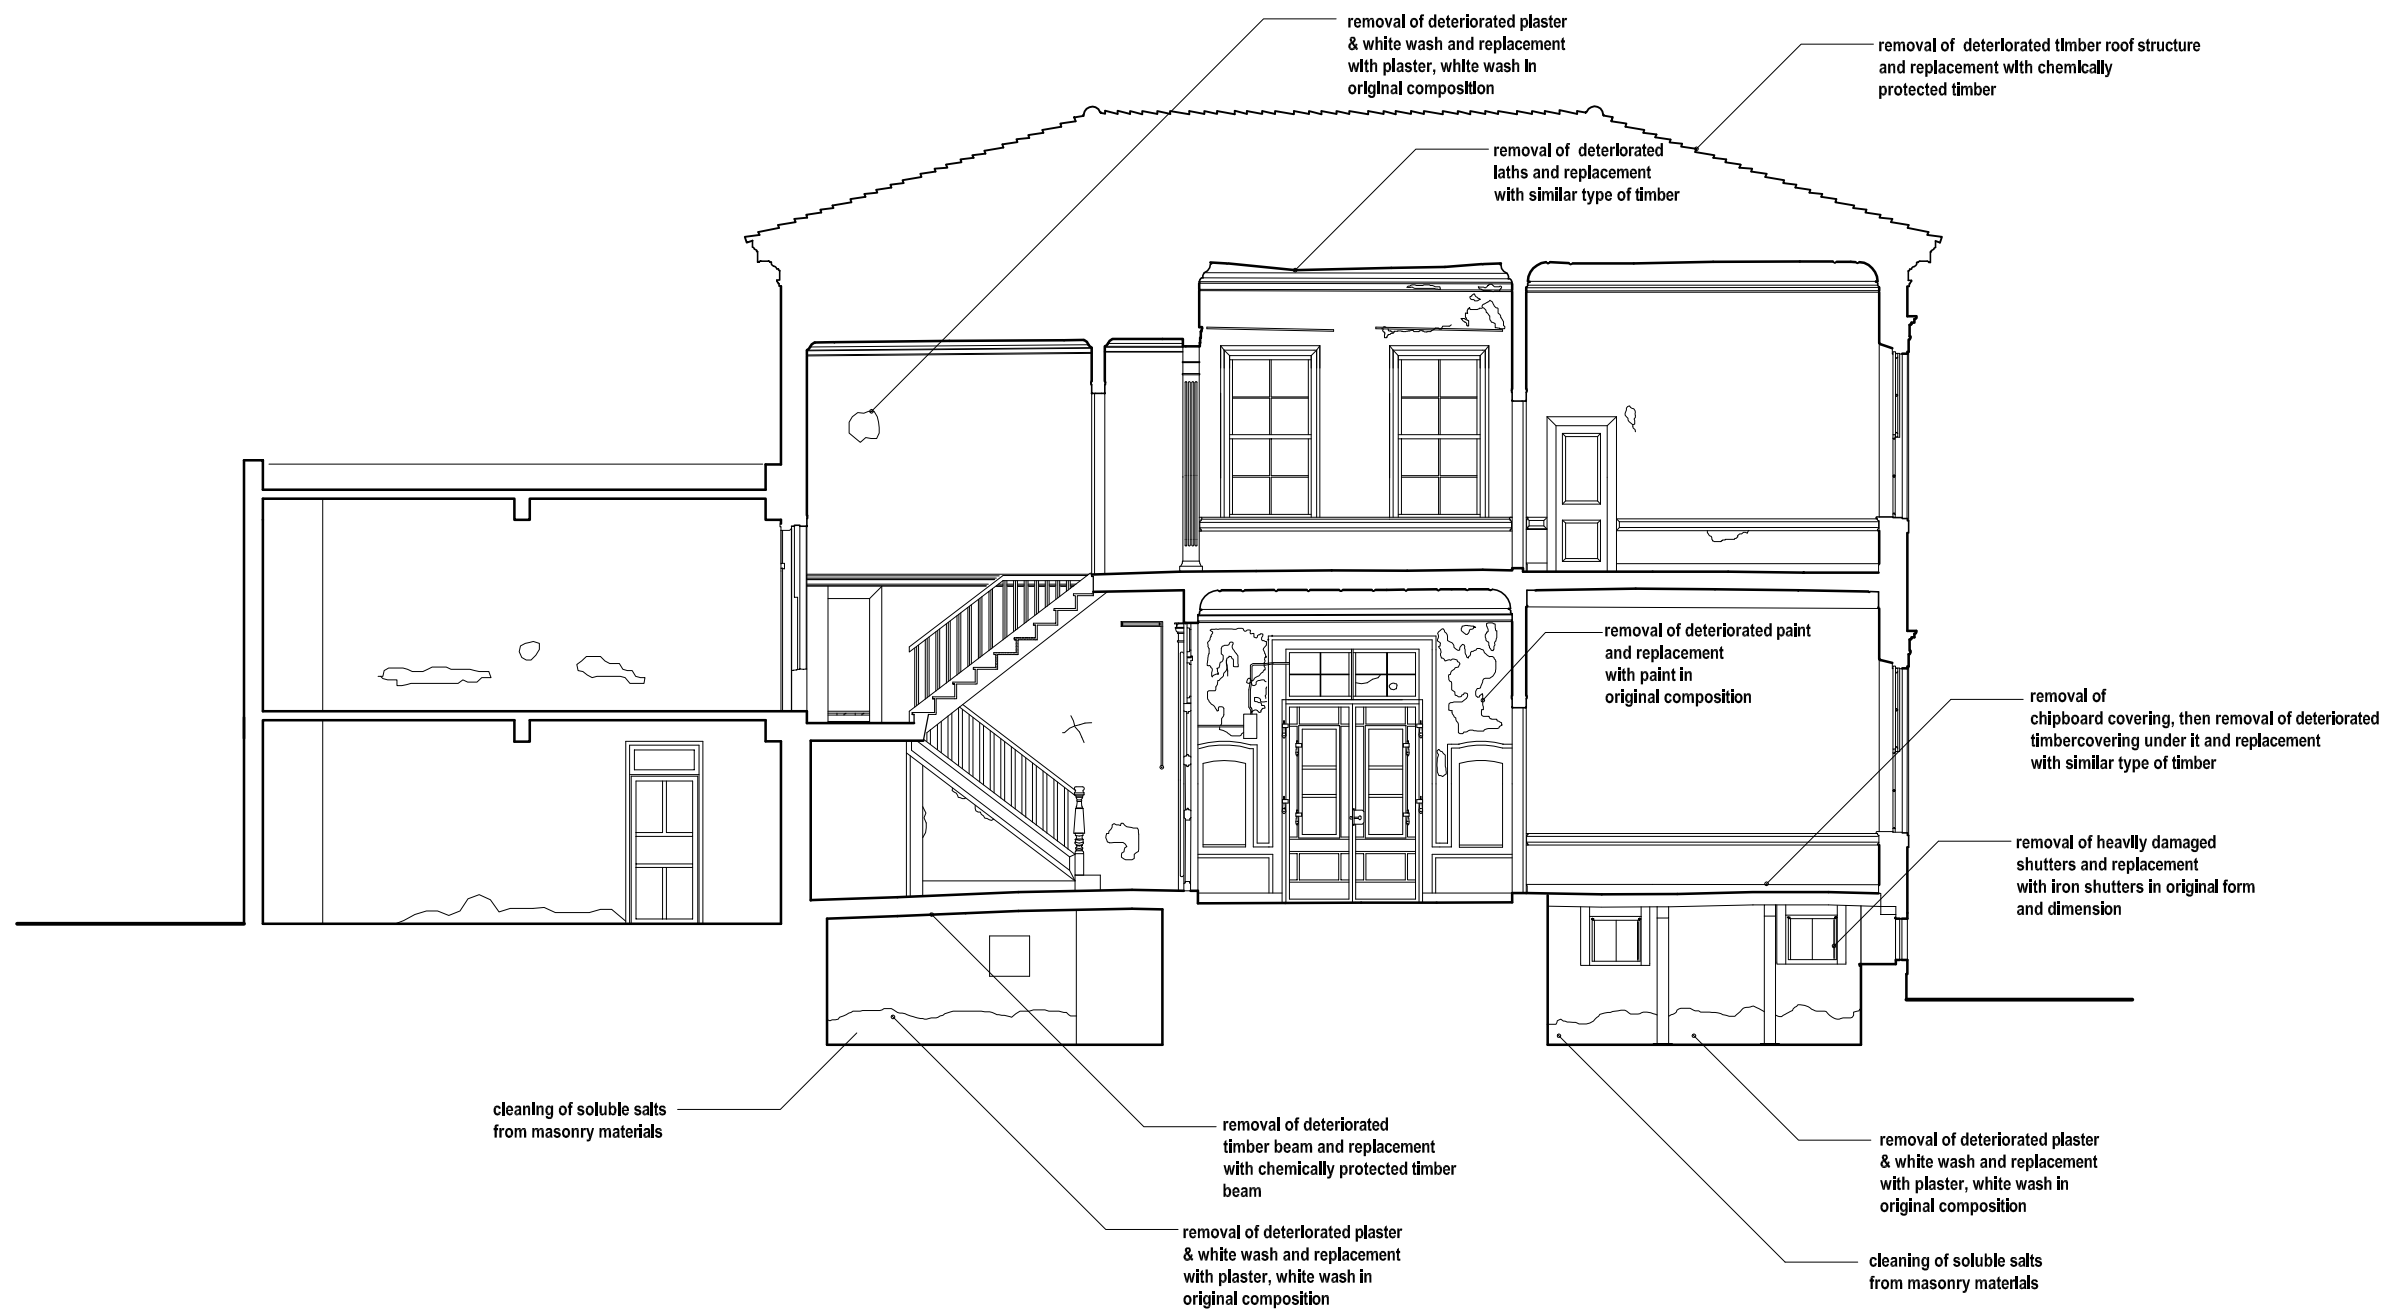 removal of deteriorated plaster
& white wash and replacement
with plaster, white wash in
original composition
removal of deteriorated timber roof structure
and replacement with chemically
protected timber
removal of deteriorated
laths and replacement
with similar type of timber
removal of deteriorated paint
and replacement
with paint in
original composition
removal of
chipboard covering, then removal of deteriorated
timbercovering under it and replacement
with similar type of timber
removal of heavily damaged
shutters and replacement
with iron shutters in original form
and dimension
cleaning of soluble salts
from masonry materials
removal of deteriorated
timber beam and replacement
with chemically protected timber
beam
removal of deteriorated plaster
& white wash and replacement
with plaster, white wash in
original composition
removal of deteriorated plaster
& white wash and replacement
with plaster, white wash in
original composition
cleaning of soluble salts
from masonry materials